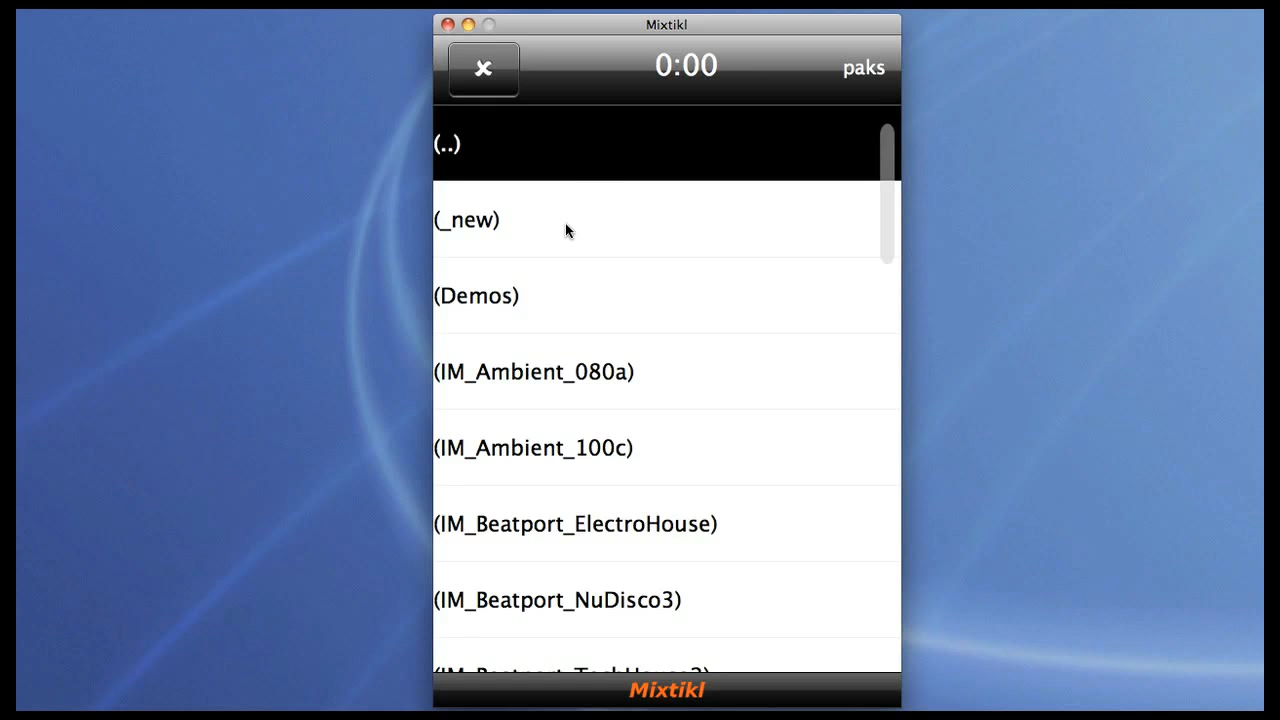 Mixtikl
0:00
paks
(..)
(_new)
(Demos)
(IM_Ambient_080a)
(IM_Ambient_100c)
(IM_Beatport_ElectroHouse)
(IM_Beatport_NuDisco3)
Mixtikl